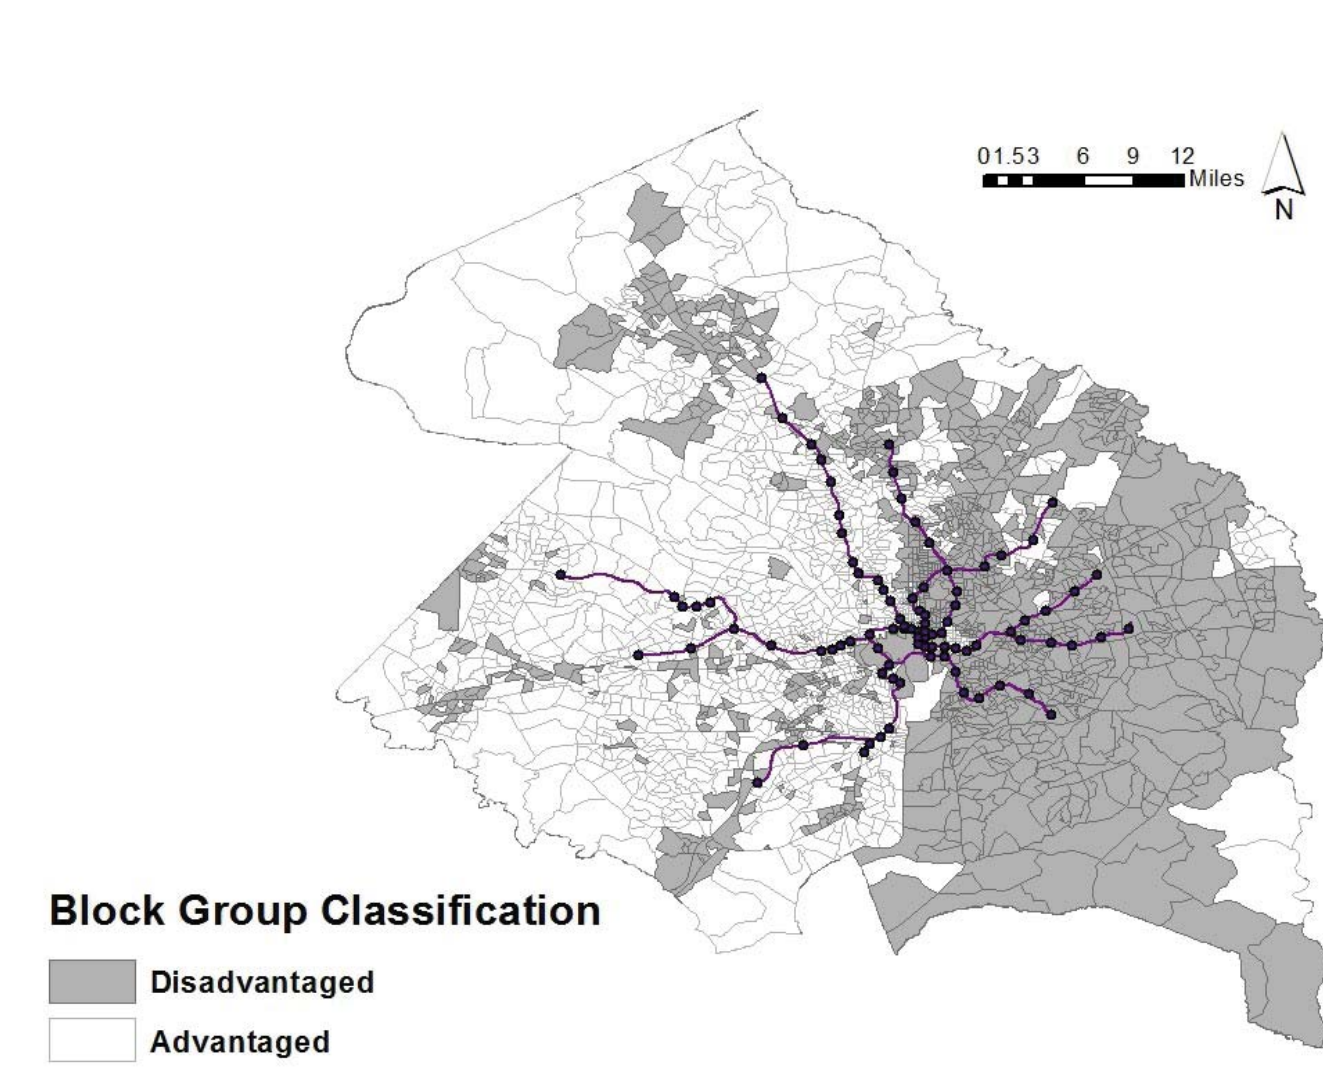 01.53 6 9 12
Miles
N
Block Group Classification
Disadvantaged
Advantaged